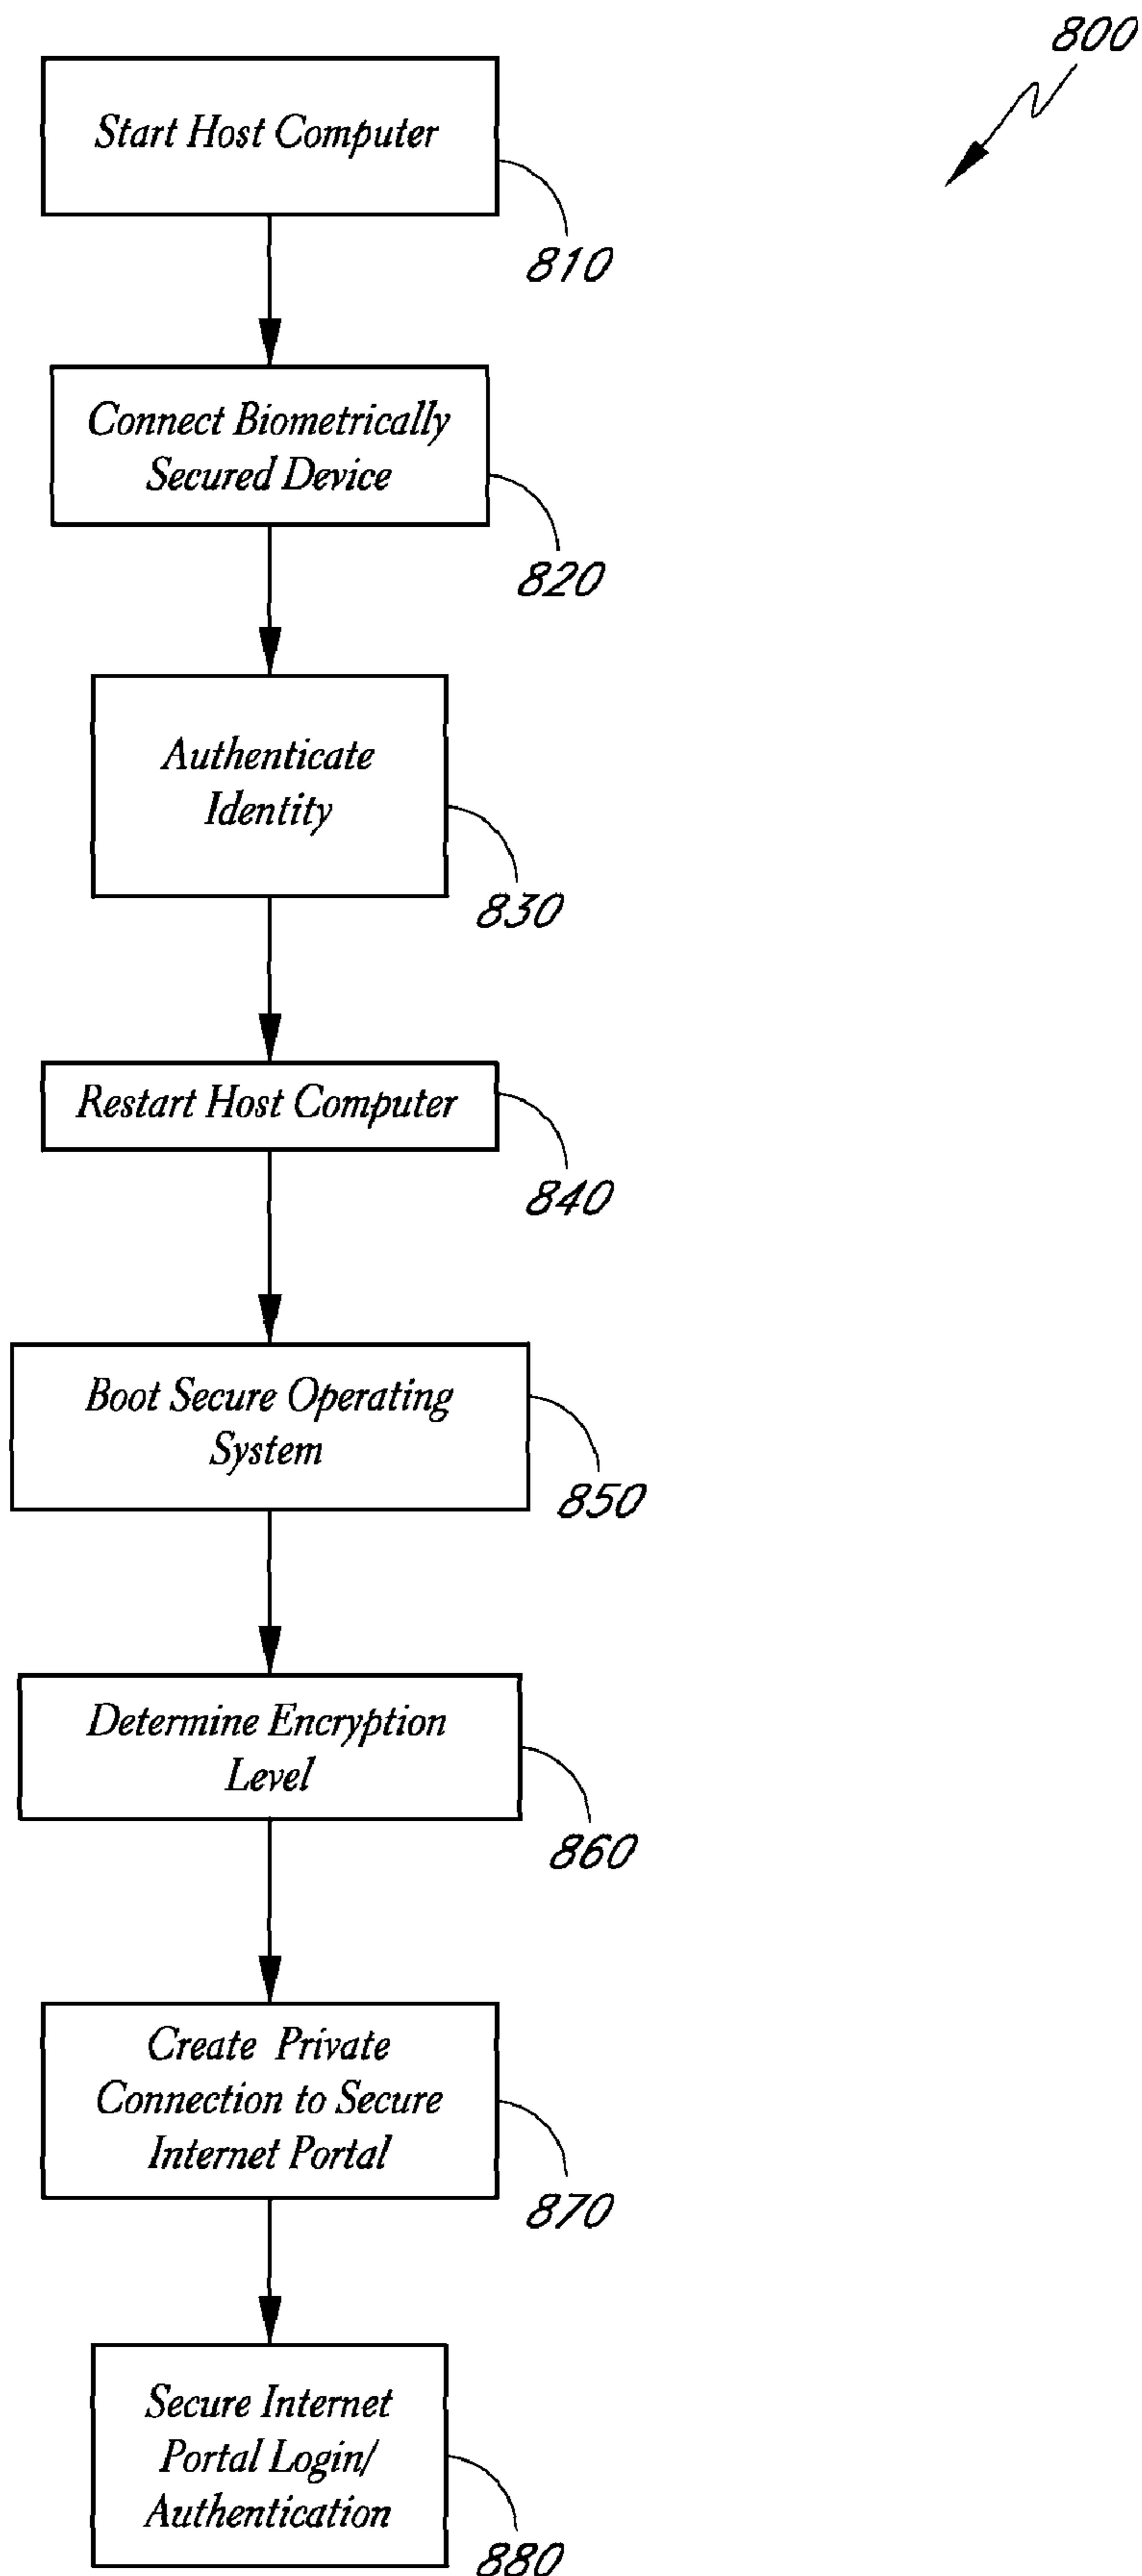 800
Start Host Computer
810
Connect Biometrically
Secured Device
820
Authenticate
Identity
830
Restart Host Computer
840
Boot Secure Operating
System
850
Determine Encryption
Level
860
Create Private
Connection to Secure
Internet Portal
870
Secure Internet
Portal Login/
Authentication
880